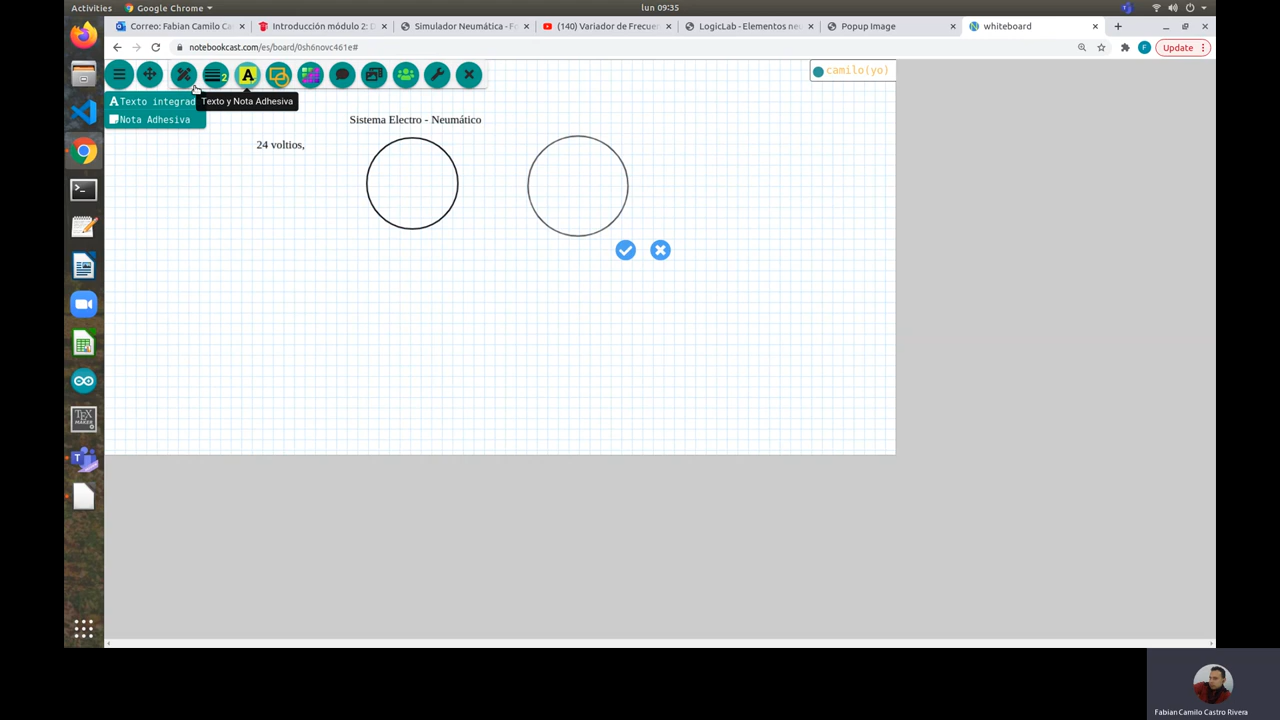 Activities
Google Chrome
lun 09:35
Correo: Fabian Camilo Ca
Introducción módulo 2: D
Simulador Neumática - Fo
(140) Variador de Frecue
LogicLab - Elementos ne
Popup Image
whiteboard
notebookcast.com/es/board/0sh6novc461e#
F
Update
2
A
camilo(yo)
A Texto integrad
Texto y Nota Adhesiva
Nota Adhesiva
Sistema Electro - Neumático
24 voltios,
Fabian Camilo Castro Rivera